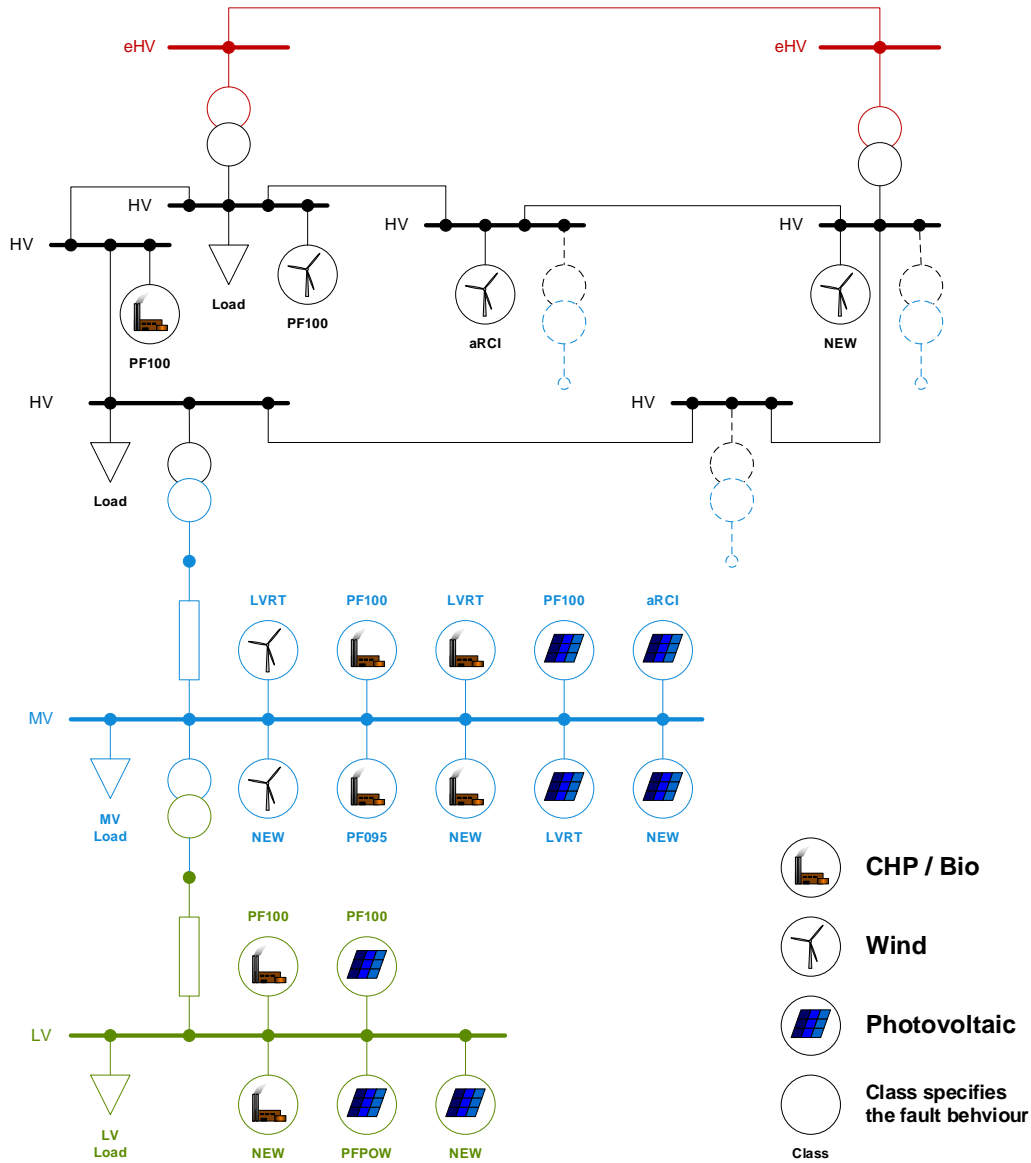 eHV
eHV
HV
HV
HV
HV
Load
PF100
aRCI
NEW
PF100
HV
HV
Load
LVRT
PF100
LVRT
PF100
aRCI
MV
MV
Load
NEW
PF095
NEW
LVRT
NEW
CHP / Bio
PF100
PF100
Wind
Photovoltaic
LV
LV
Load
NEW
PFPOW
NEW
Class specifies
the fault behviour
Class